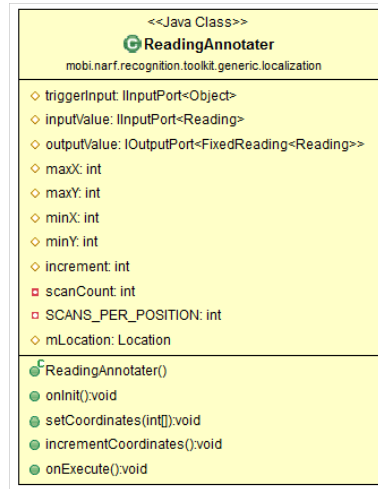 <<Java Class>>
ReadingAnnotater
mobi.narf.recognition.toolkit.generic.localization
triggerInput: IInputPort<Object>
inputValue: IInputPort<Reading>
outputValue: IOutputPort<FixedReading<Reading>>
maxX: int
maxY: int
minX: int
minY: int
increment: int
scanCount: int
SCANS_PER_POSITION: int
mLocation: Location
ReadingAnnotater()
onInit():void
setCoordinates(int[]):void
incrementCoordinates():void
onExecute():void